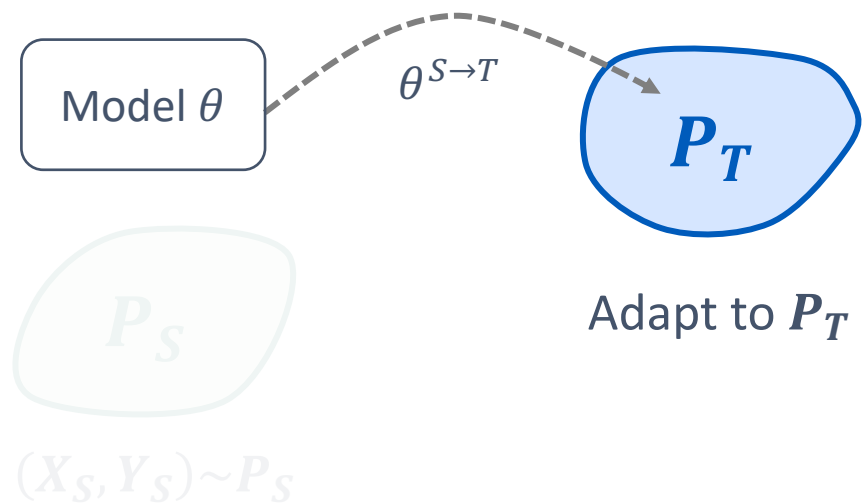 Model θ
θ^{S→T}
P_T
P_S
Adapt to P_T
(X_S, Y_S)~P_S